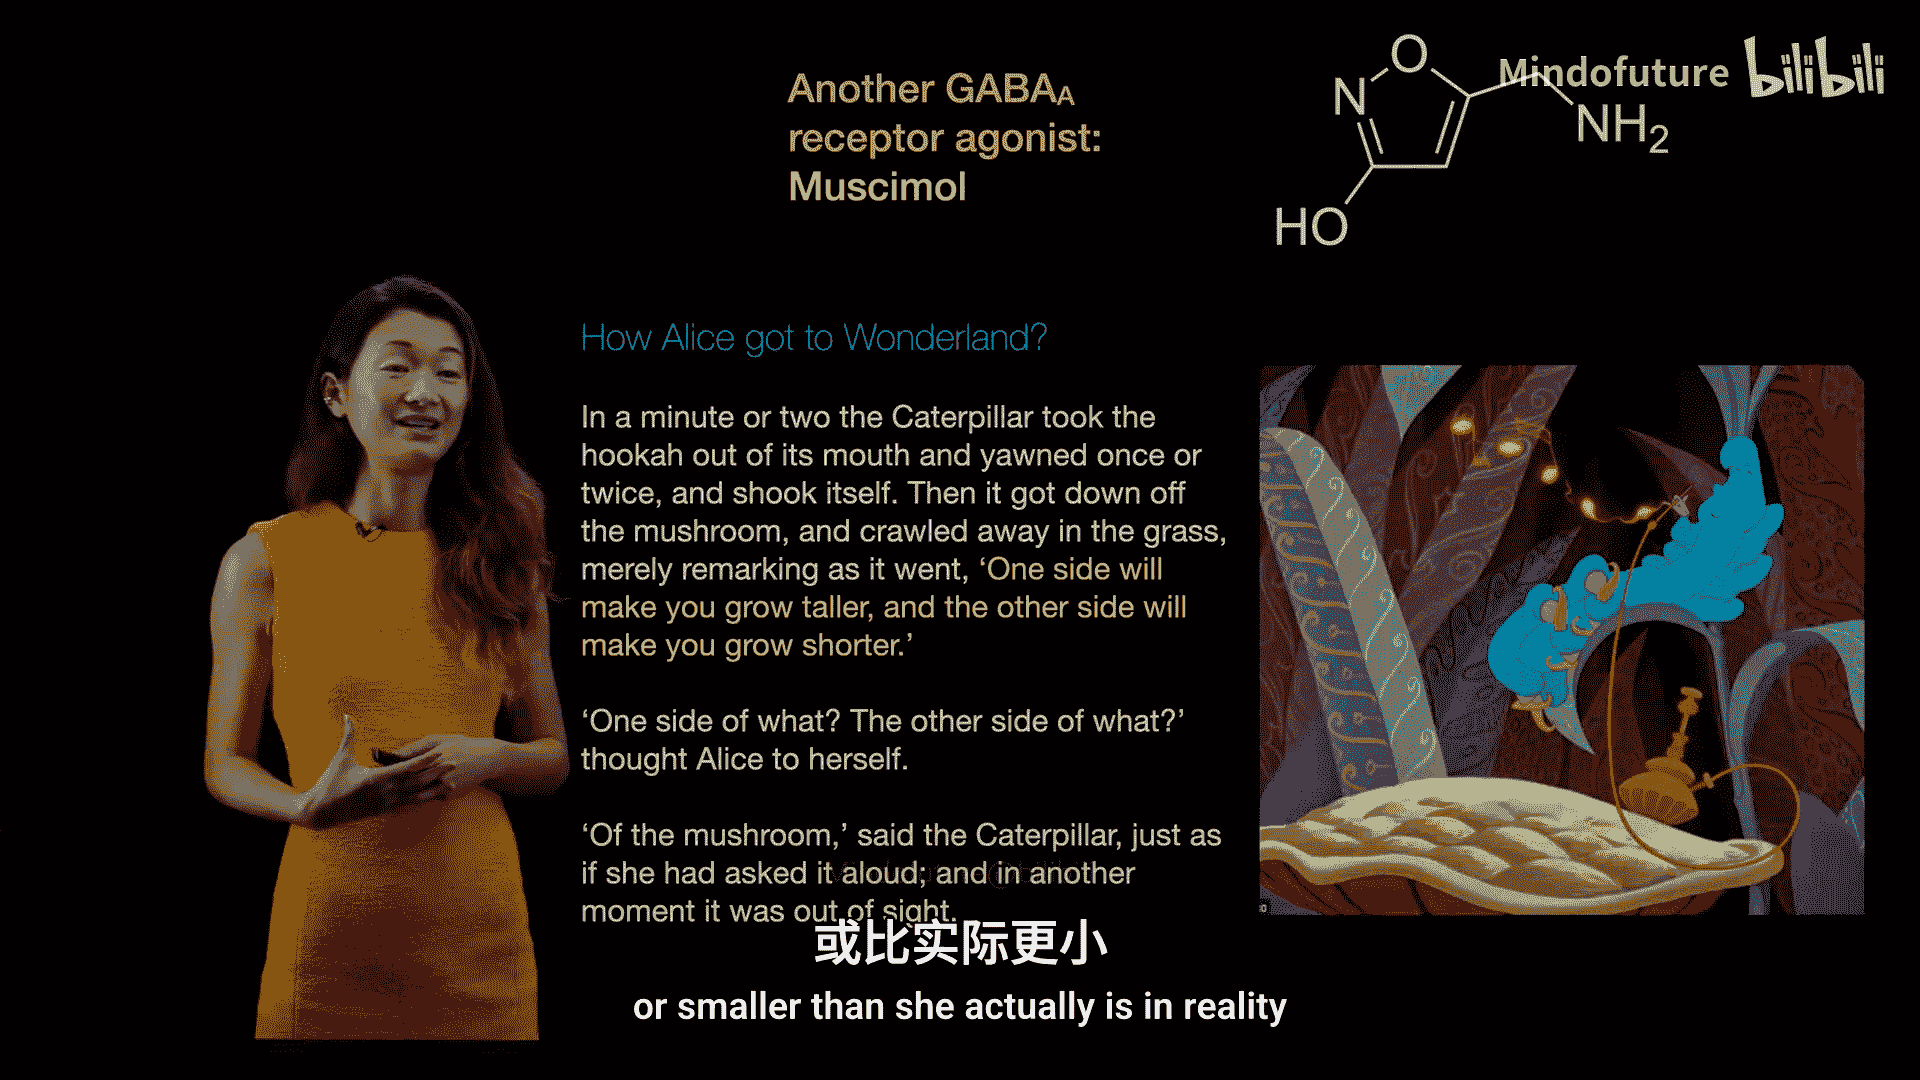 Another GABAA
receptor agonist:
Muscimol
O
N
NH2
HO
Mindofuture bilibili
How Alice got to Wonderland?
In a minute or two the Caterpillar took the
hookah out of its mouth and yawned once or
twice, and shook itself. Then it got down off
the mushroom, and crawled away in the grass,
merely remarking as it went, ‘One side will
make you grow taller, and the other side will
make you grow shorter.’
‘One side of what? The other side of what?’
thought Alice to herself.
‘Of the mushroom,’ said the Caterpillar, just as
if she had asked it aloud; and in another
moment it was out of sight.
或比实际更小
or smaller than she actually is in reality